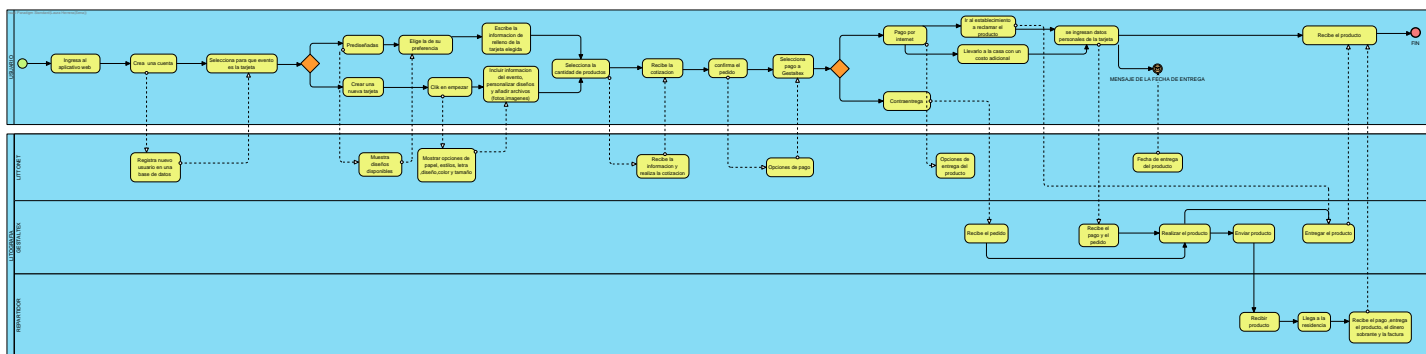 USUARIO
Ingresa al
aplicativo web
Crea una cuenta
Selecciona para que evento
es la tarjeta
Prediseñadas
Elige la de su
preferencia
Escribe la
informacion de
relleno de la
tarjeta elegida
Crear una
nueva tarjeta
Clik en empezar
Incluir informacion
del evento,
personalizar diseños
y añadir archivos
(fotos,imagenes)
Selecciona la
cantidad de productos
Recibe la
cotizacion
confirma el
pedido
Selecciona
pago a
Gestaltex
Pago por
internet
Contraentrega
Ir al establecimiento
a reclamar el
producto
Llevarlo a la casa con un
costo adicional
se ingresan datos
personales de la tarjeta
MENSAJE DE LA FECHA DE ENTREGA
Recibe el producto
FIN
LITTONET
Registra nuevo
usuario en una
base de datos
Muestra
diseños
disponibles
Mostrar opciones de
papel, estilos, letra
,diseño,color y tamaño
Recibe la
informacion y
realiza la cotizacion
Opciones de pago
Opciones de
entrega del
producto
Fecha de entrega
del producto
LITOGRAFIA
GESTALTEX
Recibe el pedido
Recibe el
pago y el
pedido
Realizar el producto
Enviar producto
Entregar el producto
REPARTIDOR
Recibir
producto
Llega a la
residencia
Recibe el pago ,entrega
el producto, el dinero
sobrante y la factura